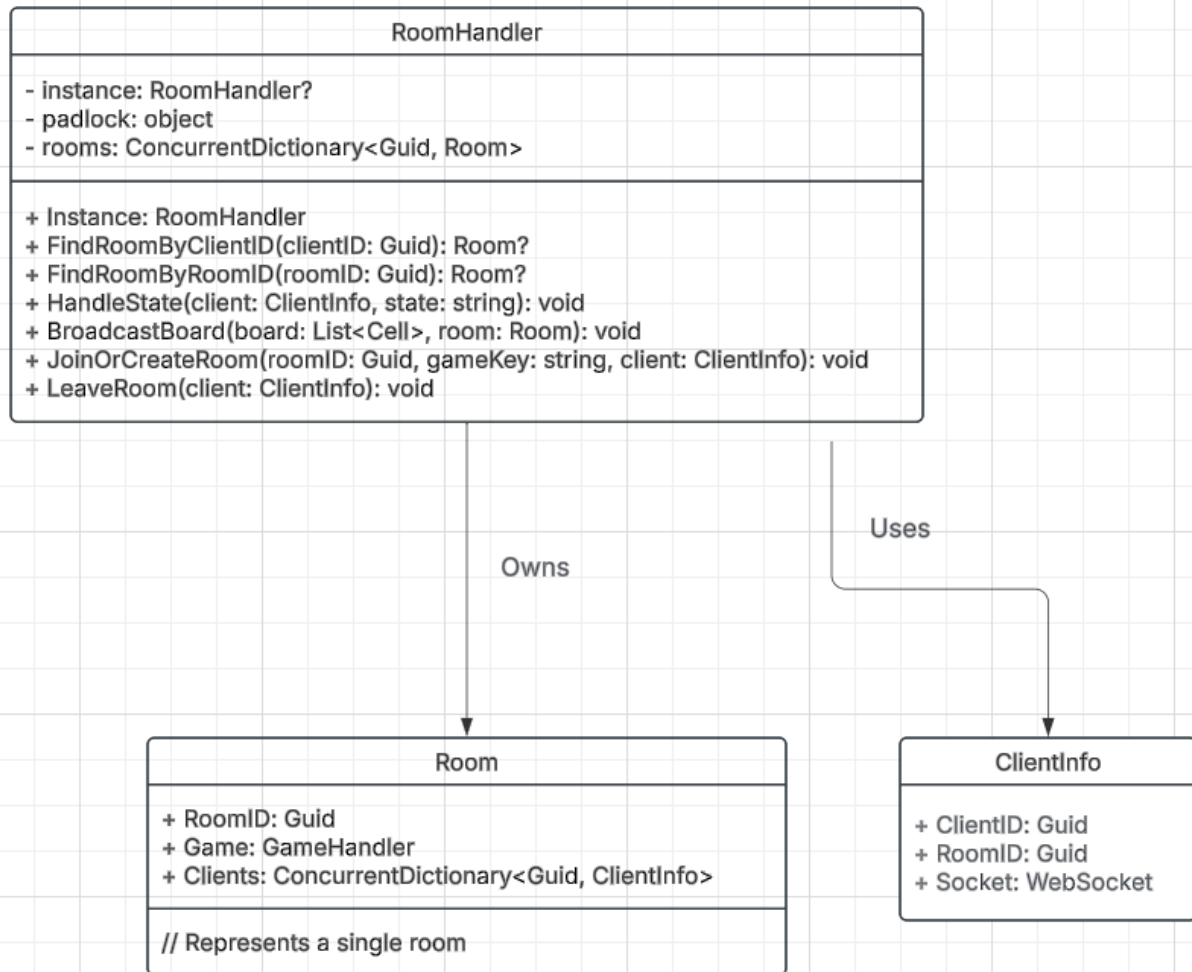 RoomHandler
- instance: RoomHandler?
- padlock: object
- rooms: ConcurrentDictionary<Guid, Room>
+ Instance: RoomHandler
+ FindRoomByClientID(clientID: Guid): Room?
+ FindRoomByRoomID(roomID: Guid): Room?
+ HandleState(client: ClientInfo, state: string): void
+ BroadcastBoard(board: List<Cell>, room: Room): void
+ JoinOrCreateRoom(roomID: Guid, gameKey: string, client: ClientInfo): void
+ LeaveRoom(client: ClientInfo): void
Uses
Owns
Room
+ RoomID: Guid
+ Game: GameHandler
+ Clients: ConcurrentDictionary<Guid, ClientInfo>
// Represents a single room
ClientInfo
+ ClientID: Guid
+ RoomID: Guid
+ Socket: WebSocket